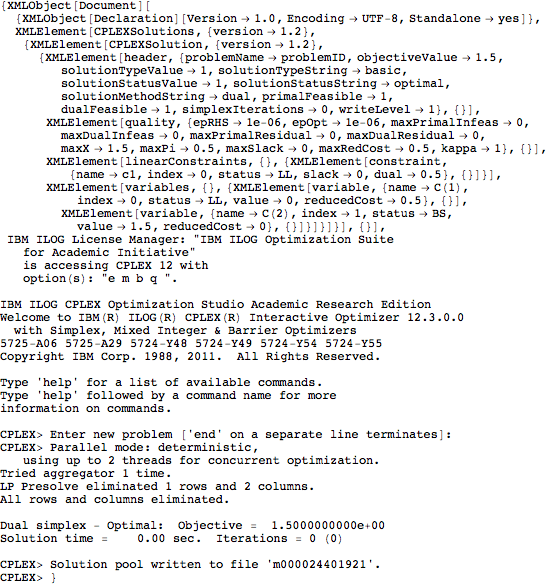 {XMLObject[Document][
{XMLObject[Declaration][Version → 1.0, Encoding → UTF-8, Standalone → yes]},
XMLElement[CPLEXSolutions, {version → 1.2},
{XMLElement[CPLEXSolution, {version → 1.2},
{XMLElement[header, {problemName → problemID, objectiveValue → 1.5,
solutionTypeValue → 1, solutionTypeString → basic,
solutionStatusValue → 1, solutionStatusString → optimal,
solutionMethodString → dual, primalFeasible → 1,
dualFeasible → 1, simplexIterations → 0, writeLevel → 1}, {}],
XMLElement[quality, {epRHS → 1e-06, epOpt → 1e-06, maxPrimalInfeas → 0,
maxDualInfeas → 0, maxPrimalResidual → 0, maxDualResidual → 0,
maxX → 1.5, maxPi → 0.5, maxSlack → 0, maxRedCost → 0.5, kappa → 1}, {}],
XMLElement[linearConstraints, {}, {XMLElement[constraint,
{name → c1, index → 0, status → LL, slack → 0, dual → 0.5}, {}]}],
XMLElement[variables, {}, {XMLElement[variable, {name → C(1),
index → 0, status → LL, value → 0, reducedCost → 0.5}, {}],
XMLElement[variable, {name → C(2), index → 1, status → BS,
value → 1.5, reducedCost → 0}, {}]}]}]}], {}],
IBM ILOG License Manager: "IBM ILOG Optimization Suite
for Academic Initiative"
is accessing CPLEX 12 with
option(s): "e m b q ".
IBM ILOG CPLEX Optimization Studio Academic Research Edition
Welcome to IBM(R) ILOG(R) CPLEX(R) Interactive Optimizer 12.3.0.0
with Simplex, Mixed Integer & Barrier Optimizers
5725-A06 5725-A29 5724-Y48 5724-Y49 5724-Y54 5724-Y55
Copyright IBM Corp. 1988, 2011.  All Rights Reserved.
Type 'help' for a list of available commands.
Type 'help' followed by a command name for more
information on commands.
CPLEX> Enter new problem ['end' on a separate line terminates]:
CPLEX> Parallel mode: deterministic,
using up to 2 threads for concurrent optimization.
Tried aggregator 1 time.
LP Presolve eliminated 1 rows and 2 columns.
All rows and columns eliminated.
Dual simplex - Optimal:  Objective =  1.5000000000e+00
Solution time =    0.00 sec.  Iterations = 0 (0)
CPLEX> Solution pool written to file 'm000024401921'.
CPLEX> }